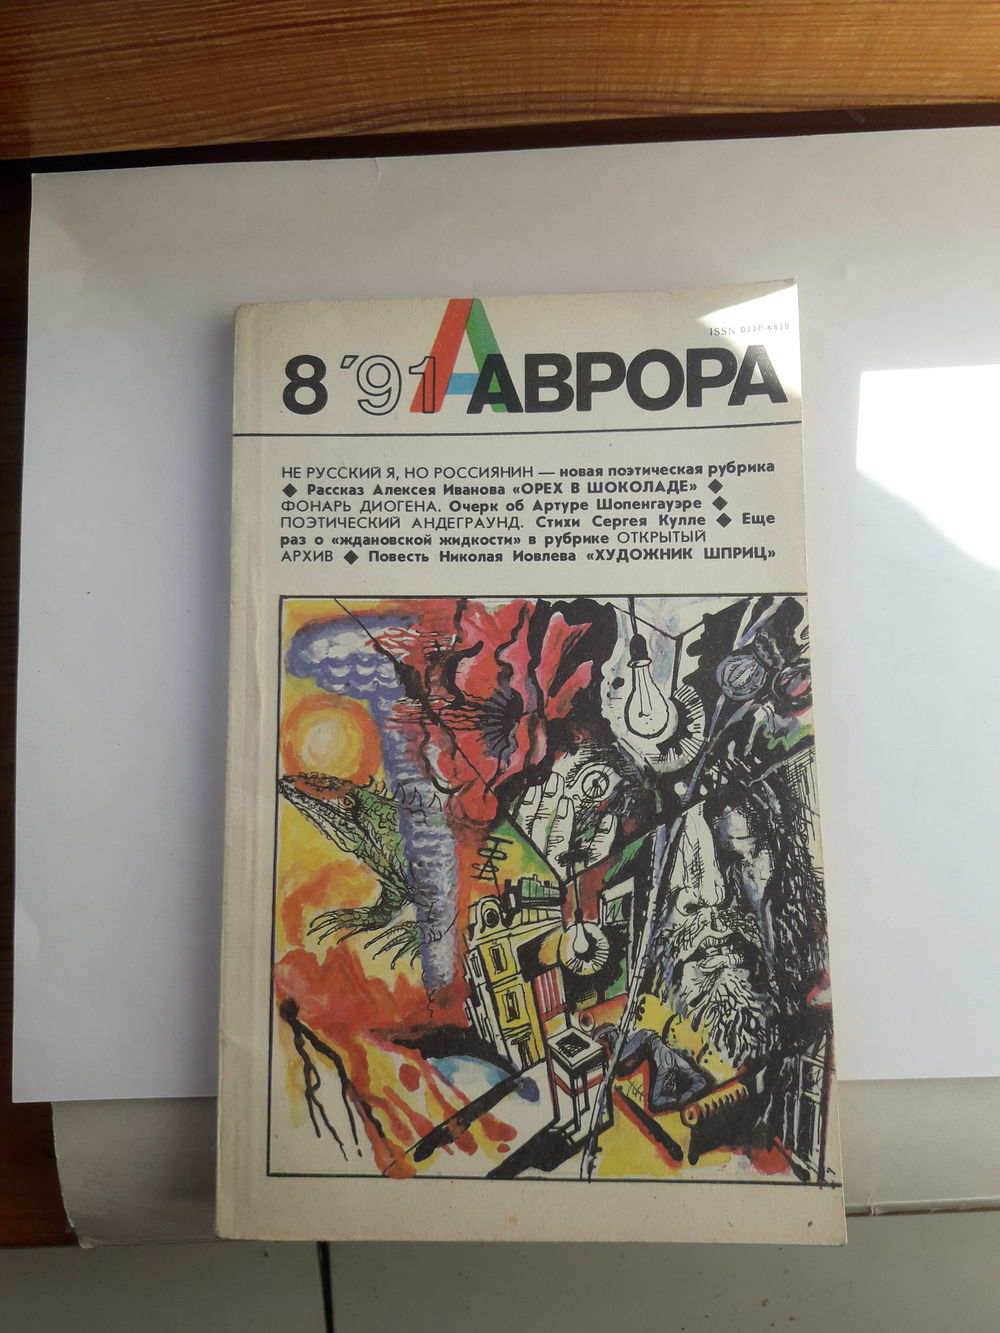 ISSN 0320-6858
8 '91 АВРОРА
НЕ РУССКИЙ Я, НО РОССИЯНИН — новая поэтическая рубрика
◆ Рассказ Алексея Иванова «ОРЕХ В ШОКОЛАДЕ» ◆
ФОНАРЬ ДИОГЕНА. Очерк об Артуре Шопенгауэре ◆
ПОЭТИЧЕСКИЙ АНДЕГРАУНД. Стихи Сергея Кулле ◆ Еще
раз о «ждановской жидкости» в рубрике ОТКРЫТЫЙ
АРХИВ ◆ Повесть Николая Иовлева «ХУДОЖНИК ШПРИЦ»